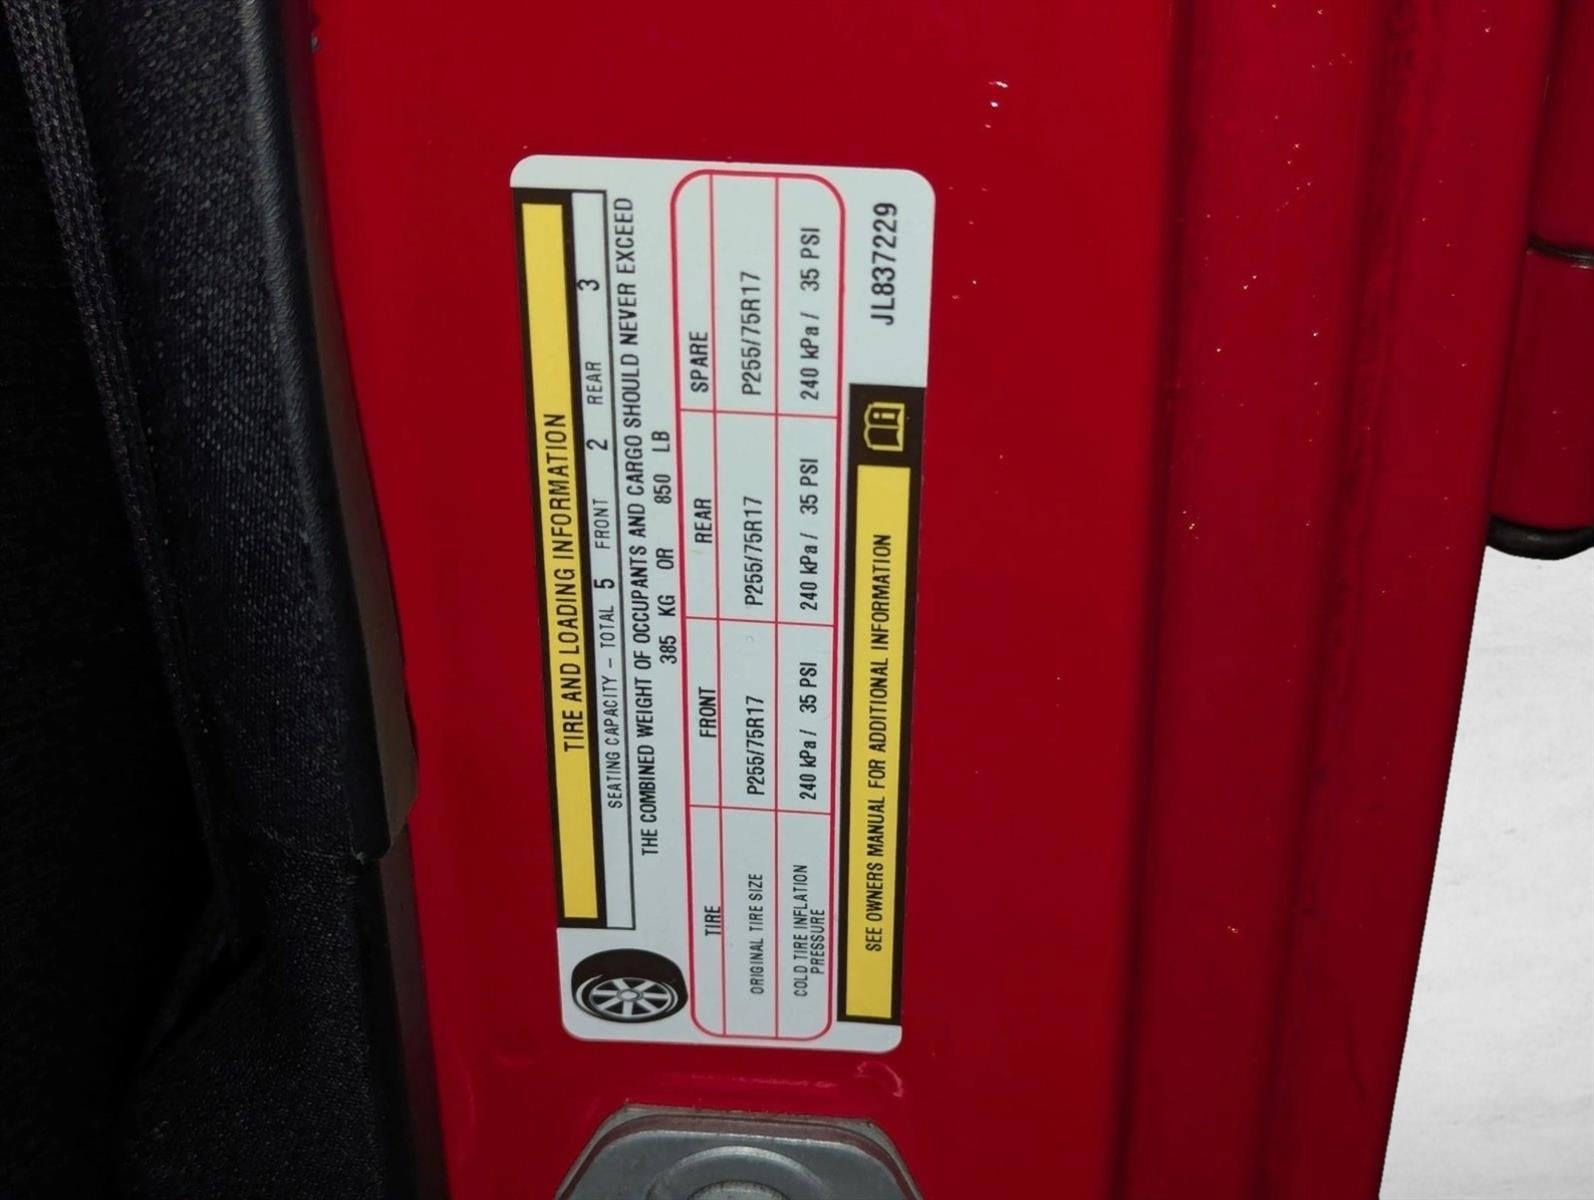 TIRE AND LOADING INFORMATION
SEATING CAPACITY – TOTAL 5 FRONT 2 REAR 3
THE COMBINED WEIGHT OF OCCUPANTS AND CARGO SHOULD NEVER EXCEED
385 KG OR 850 LB
TIRE FRONT REAR SPARE
ORIGINAL TIRE SIZE P255/75R17 P255/75R17 P255/75R17
COLD TIRE INFLATION
PRESSURE 240 kPa / 35 PSI 240 kPa / 35 PSI 240 kPa / 35 PSI
SEE OWNERS MANUAL FOR ADDITIONAL INFORMATION
JL837229